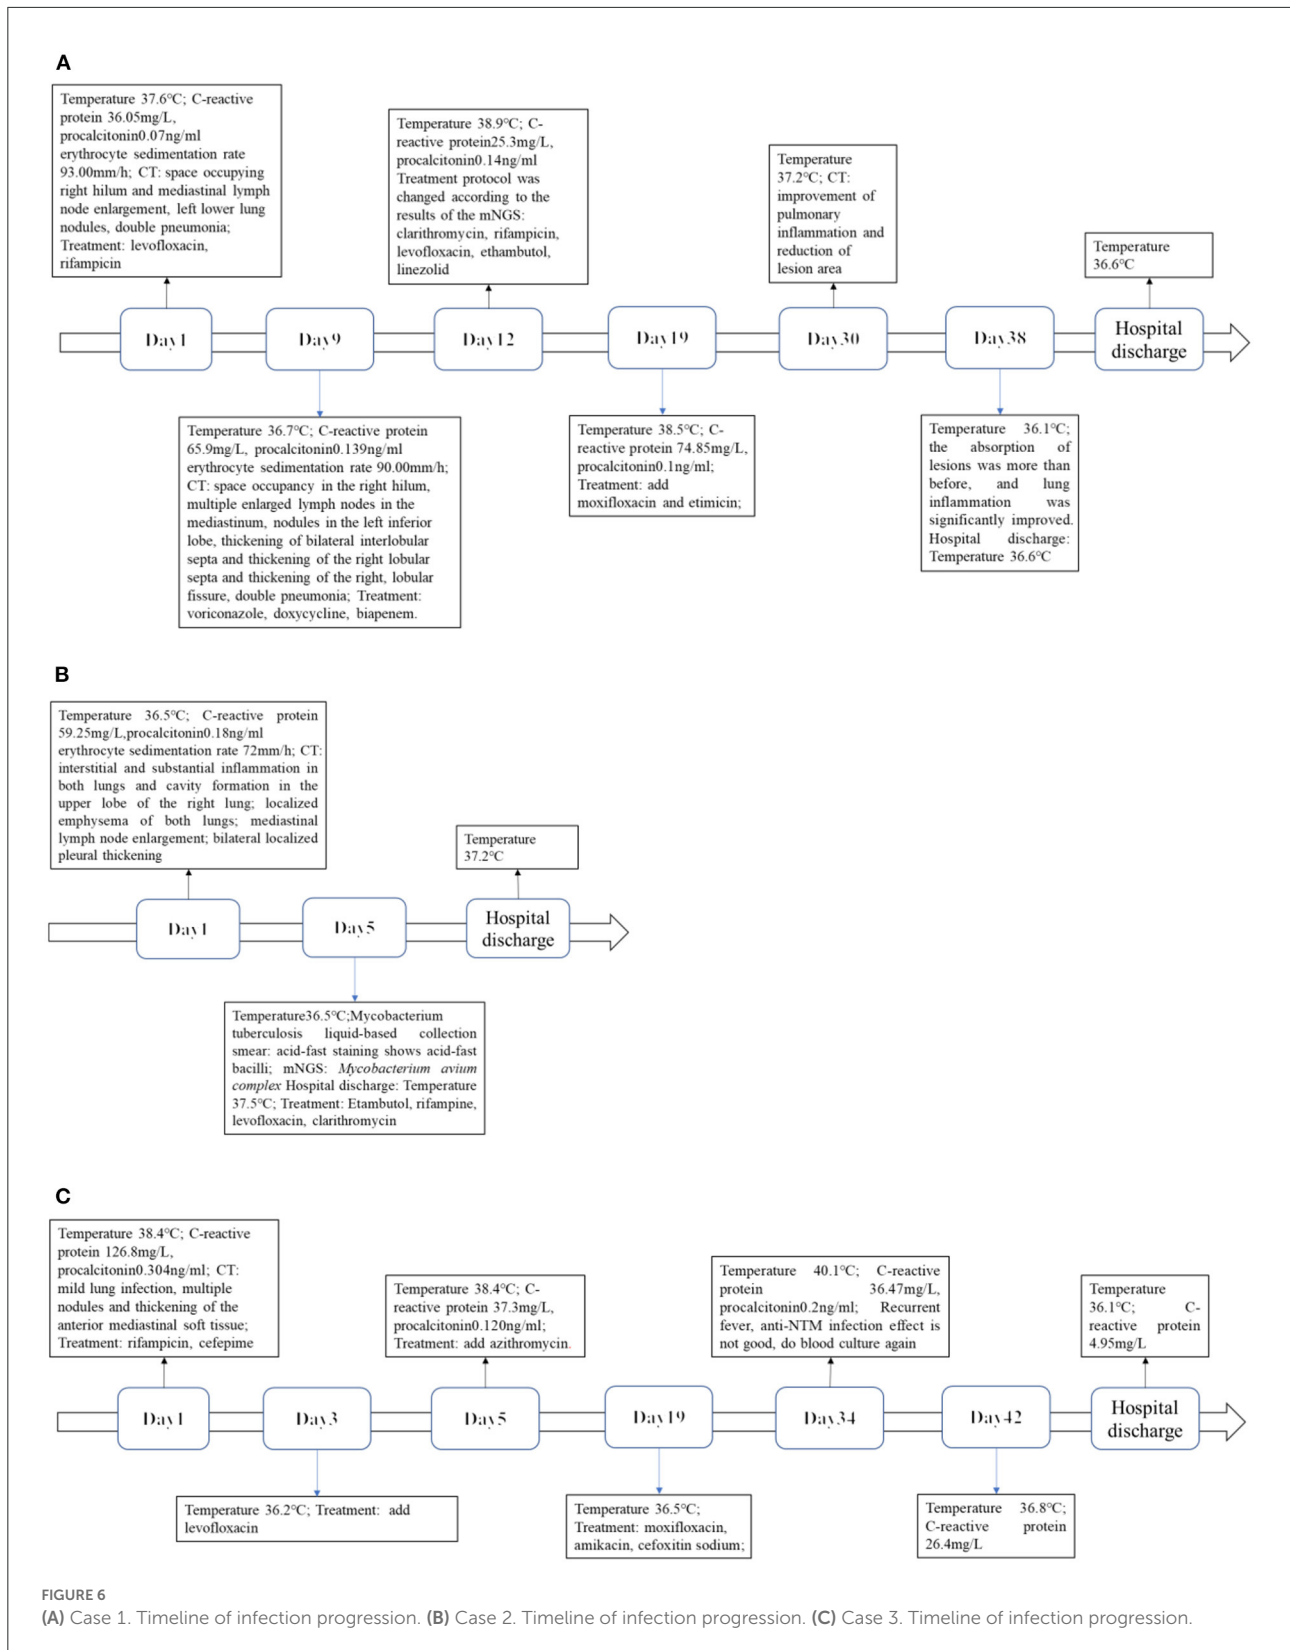 A
Temperature 37.6°C; C-reactive
protein 36.05mg/L,
procalcitonin0.07ng/ml
erythrocyte sedimentation rate
93.00mm/h; CT: space occupying
right hilum and mediastinal lymph
node enlargement, left lower lung
nodules, double pneumonia;
Treatment: levofloxacin,
rifampicin
Temperature 38.9°C; C-
reactive protein25.3mg/L,
procalcitonin0.14ng/ml
Treatment protocol was
changed according to the
results of the mNGS:
clarithromycin, rifampicin,
levofloxacin, ethambutol,
linezolid
Temperature
37.2°C; CT:
improvement of
pulmonary
inflammation and
reduction of
lesion area
Temperature
36.6°C
Day1
Day9
Day12
Day19
Day30
Day38
Hospital
discharge
Temperature 36.7°C; C-reactive protein
65.9mg/L, procalcitonin0.139ng/ml
erythrocyte sedimentation rate 90.00mm/h;
CT: space occupancy in the right hilum,
multiple enlarged lymph nodes in the
mediastinum, nodules in the left inferior
lobe, thickening of bilateral interlobular
septa and thickening of the right lobular
septa and thickening of the right, lobular
fissure, double pneumonia; Treatment:
voriconazole, doxycycline, biapenem.
Temperature 38.5°C; C-
reactive protein 74.85mg/L,
procalcitonin0.1ng/ml;
Treatment: add
moxifloxacin and etimicin;
Temperature 36.1°C;
the absorption of
lesions was more than
before, and lung
inflammation was
significantly improved.
Hospital discharge:
Temperature 36.6°C
B
Temperature 36.5°C; C-reactive protein
59.25mg/L,procalcitonin0.18ng/ml
erythrocyte sedimentation rate 72mm/h; CT:
interstitial and substantial inflammation in
both lungs and cavity formation in the
upper lobe of the right lung; localized
emphysema of both lungs; mediastinal
lymph node enlargement; bilateral localized
pleural thickening
Temperature
37.2°C
Day1
Day5
Hospital
discharge
Temperature36.5°C;Mycobacterium
tuberculosis liquid-based collection
smear: acid-fast staining shows acid-fast
bacilli; mNGS: Mycobacterium avium
complex Hospital discharge: Temperature
37.5°C; Treatment: Etambutol, rifampine,
levofloxacin, clarithromycin
C
Temperature 38.4°C; C-reactive
protein 126.8mg/L,
procalcitonin0.304ng/ml; CT:
mild lung infection, multiple
nodules and thickening of the
anterior mediastinal soft tissue;
Treatment: rifampicin, cefepime
Temperature 38.4°C; C-
reactive protein 37.3mg/L,
procalcitonin0.120ng/ml;
Treatment: add azithromycin.
Temperature 40.1°C; C-reactive
protein 36.47mg/L,
procalcitonin0.2ng/ml; Recurrent
fever, anti-NTM infection effect is
not good, do blood culture again
Temperature
36.1°C; C-
reactive protein
4.95mg/L
Day1
Day3
Day5
Day19
Day34
Day42
Hospital
discharge
Temperature 36.2°C; Treatment: add
levofloxacin
Temperature 36.5°C;
Treatment: moxifloxacin,
amikacin, cefoxitin sodium;
Temperature 36.8°C;
C-reactive protein
26.4mg/L
FIGURE 6
(A) Case 1. Timeline of infection progression. (B) Case 2. Timeline of infection progression. (C) Case 3. Timeline of infection progression.